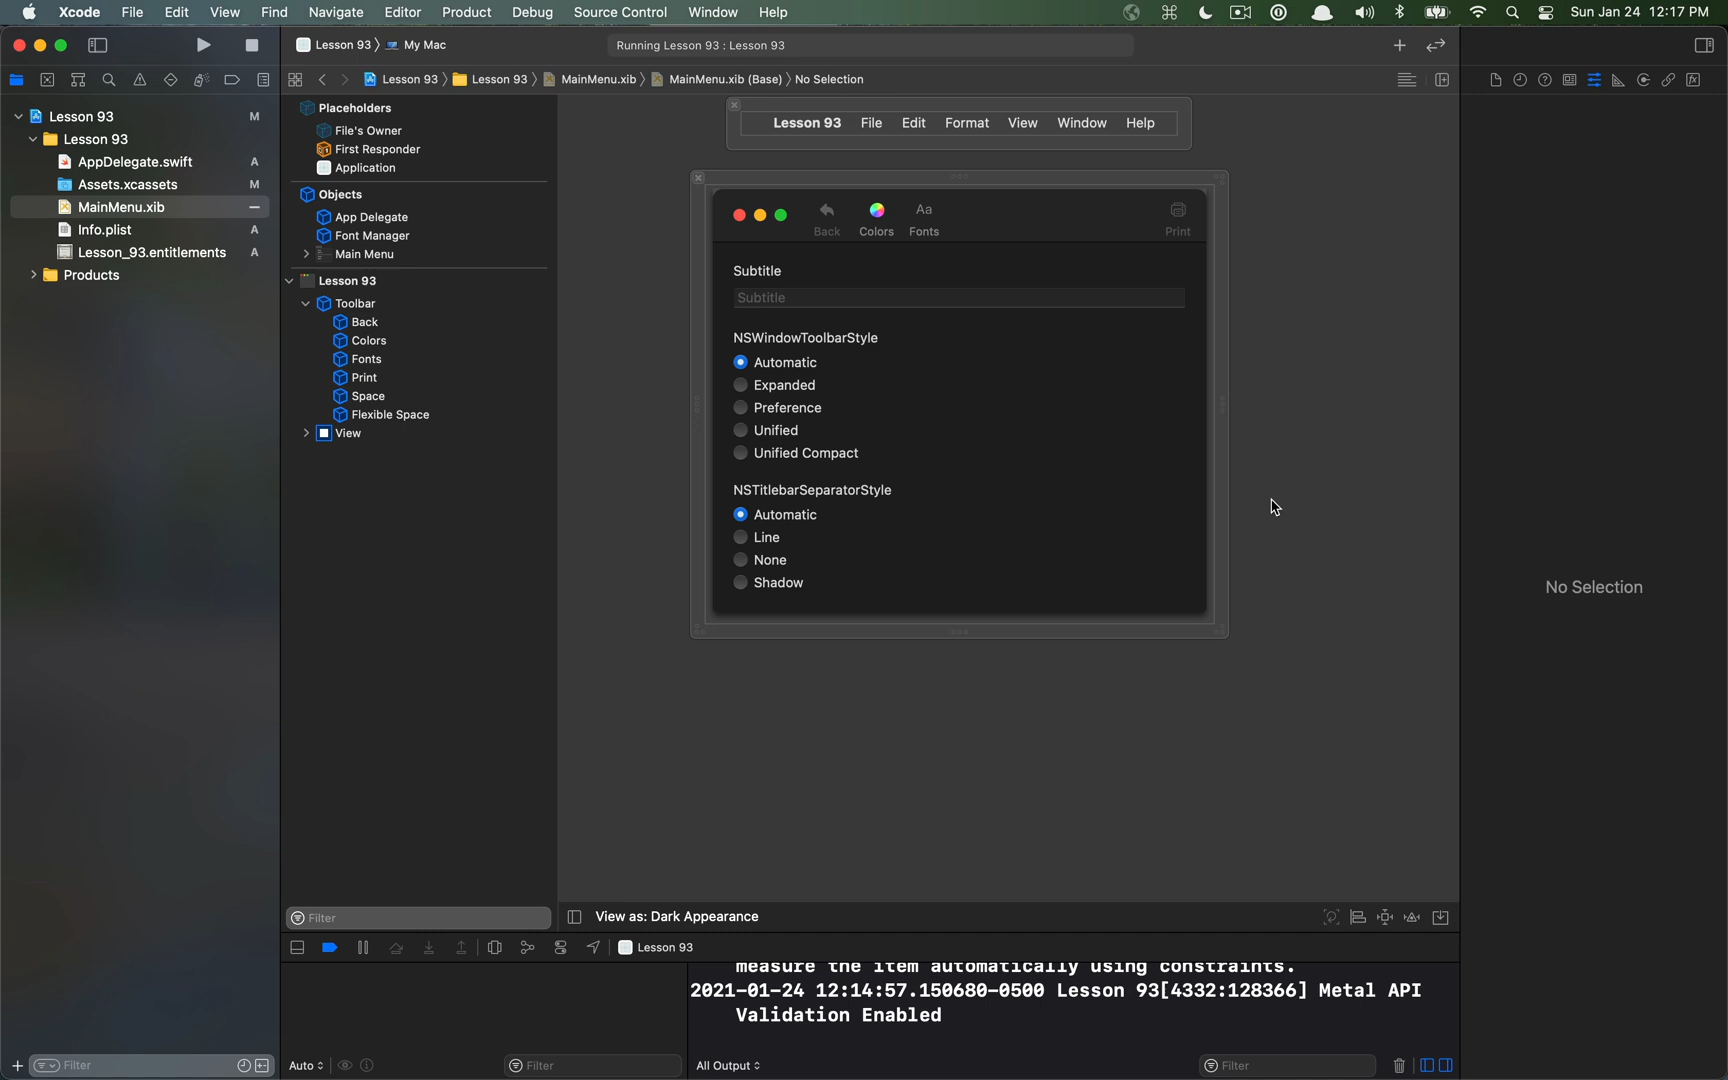 Xcode File Edit View Find Navigate Editor Product Debug Source Control Window Help
Sun Jan 24 12:17 PM
Lesson 93 My Mac
Running Lesson 93 : Lesson 93
Lesson 93 Lesson 93 MainMenu.xib MainMenu.xib (Base) No Selection
Lesson 93 M
Lesson 93
AppDelegate.swift A
Assets.xcassets M
MainMenu.xib
Info.plist A
Lesson_93.entitlements A
Products
Filter
Placeholders
File's Owner
First Responder
Application
Objects
App Delegate
Font Manager
Main Menu
Lesson 93
Toolbar
Back
Colors
Fonts
Print
Space
Flexible Space
View
Filter
Lesson 93 File Edit Format View Window Help
Aa
Back Colors Fonts Print
Subtitle
Subtitle
NSWindowToolbarStyle
Automatic
Expanded
Preference
Unified
Unified Compact
NSTitlebarSeparatorStyle
Automatic
Line
None
Shadow
No Selection
View as: Dark Appearance
Lesson 93
measure the item automatically using constraints.
2021-01-24 12:14:57.150680-0500 Lesson 93[4332:128366] Metal API
Validation Enabled
Auto
Filter
All Output
Filter